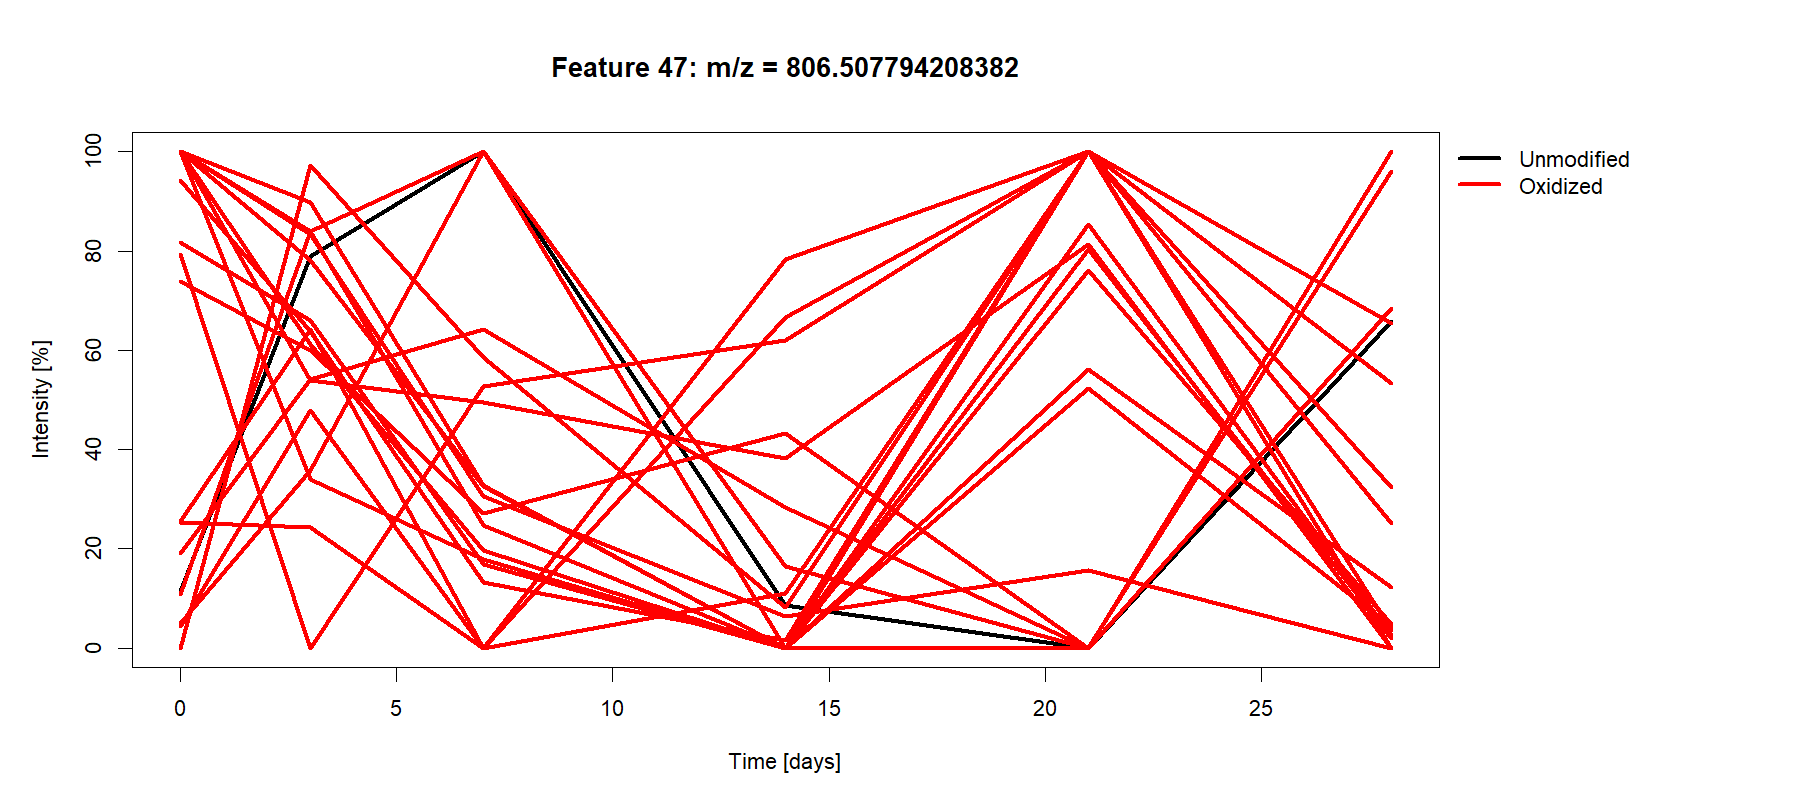 Feature 47: m/z = 806.507794208382
Unmodified
Oxidized
Intensity [%]
100
80
60
40
20
0
0 5 10 15 20 25
Time [days]